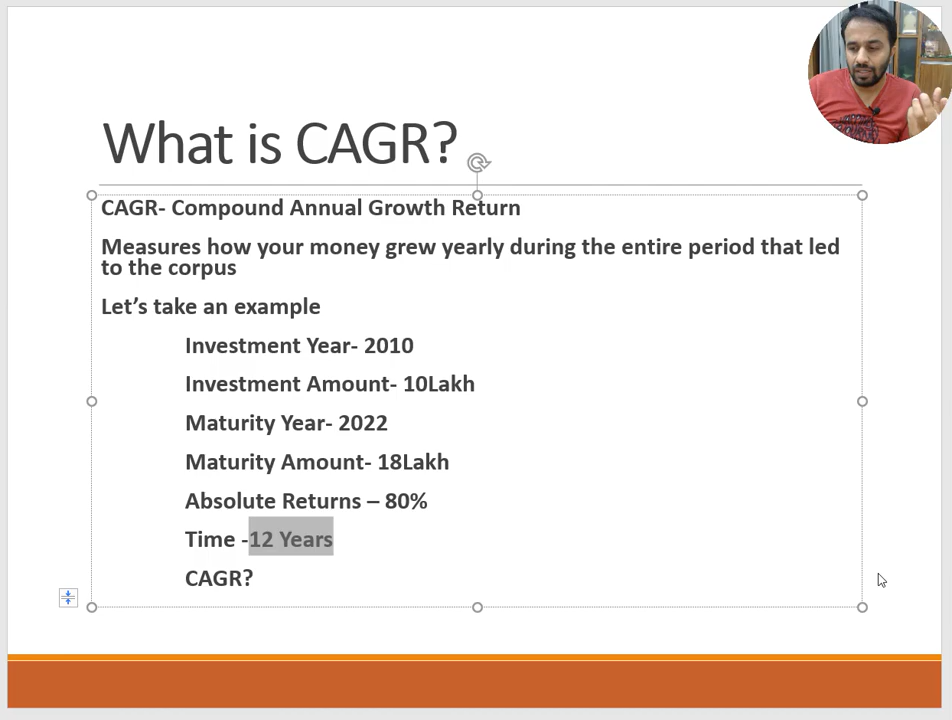 What is CAGR?
CAGR- Compound Annual Growth Return
Measures how your money grew yearly during the entire period that led
to the corpus
Let’s take an example
Investment Year- 2010
Investment Amount- 10Lakh
Maturity Year- 2022
Maturity Amount- 18Lakh
Absolute Returns – 80%
Time -12 Years
CAGR?